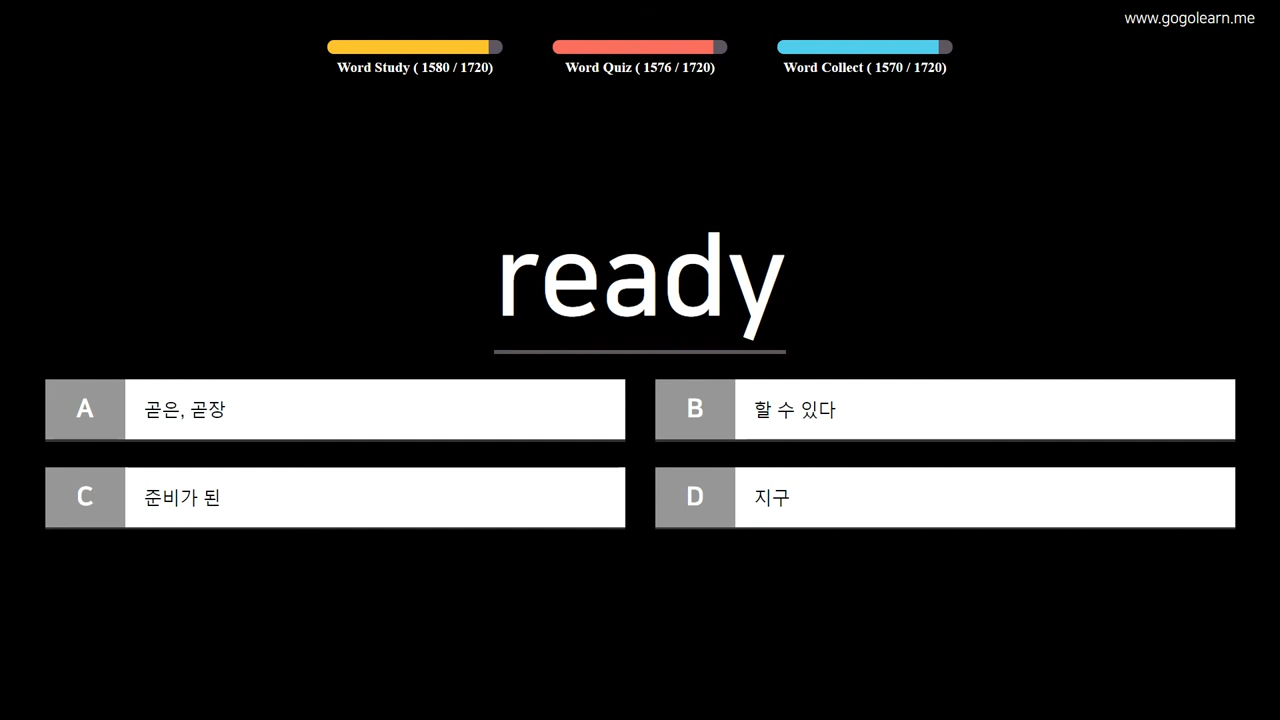 www.gogolearn.me
Word Study ( 1580 / 1720)
Word Quiz ( 1576 / 1720)
Word Collect ( 1570 / 1720)
ready
A 곧은, 곧장
B 할 수 있다
C 준비가 된
D 지구